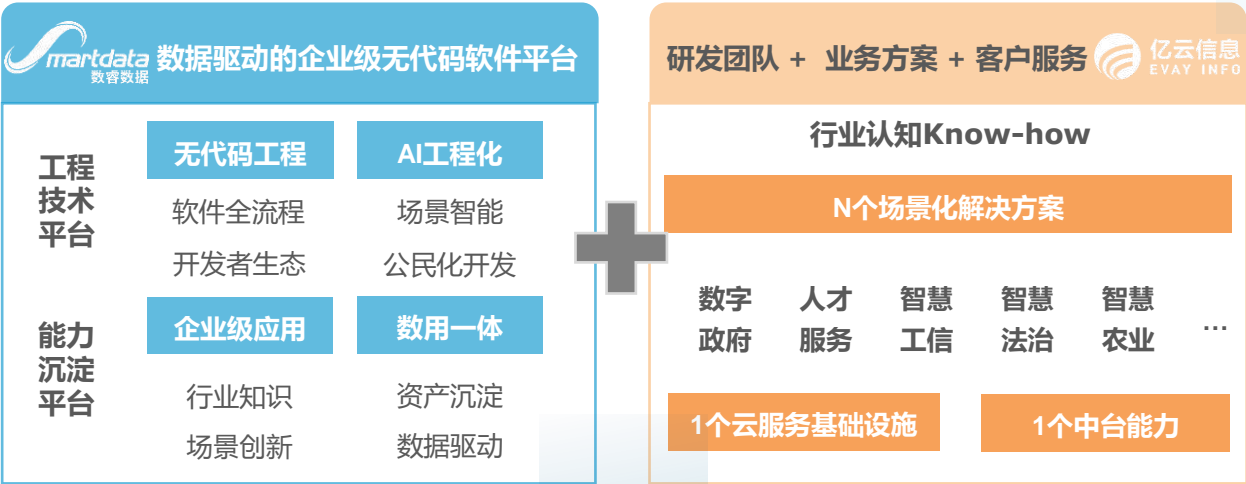 martdata
数睿数据
数据驱动的企业级无代码软件平台
工程
技术
平台
无代码工程
AI工程化
软件全流程
场景智能
开发者生态
公民化开发
能力
沉淀
平台
企业级应用
数用一体
行业知识
资产沉淀
场景创新
数据驱动
研发团队 + 业务方案 + 客户服务
亿云信息
EVAY INFO
行业认知Know-how
N个场景化解决方案
数字
政府
人才
服务
智慧
工信
智慧
法治
智慧
农业
...
1个云服务基础设施
1个中台能力